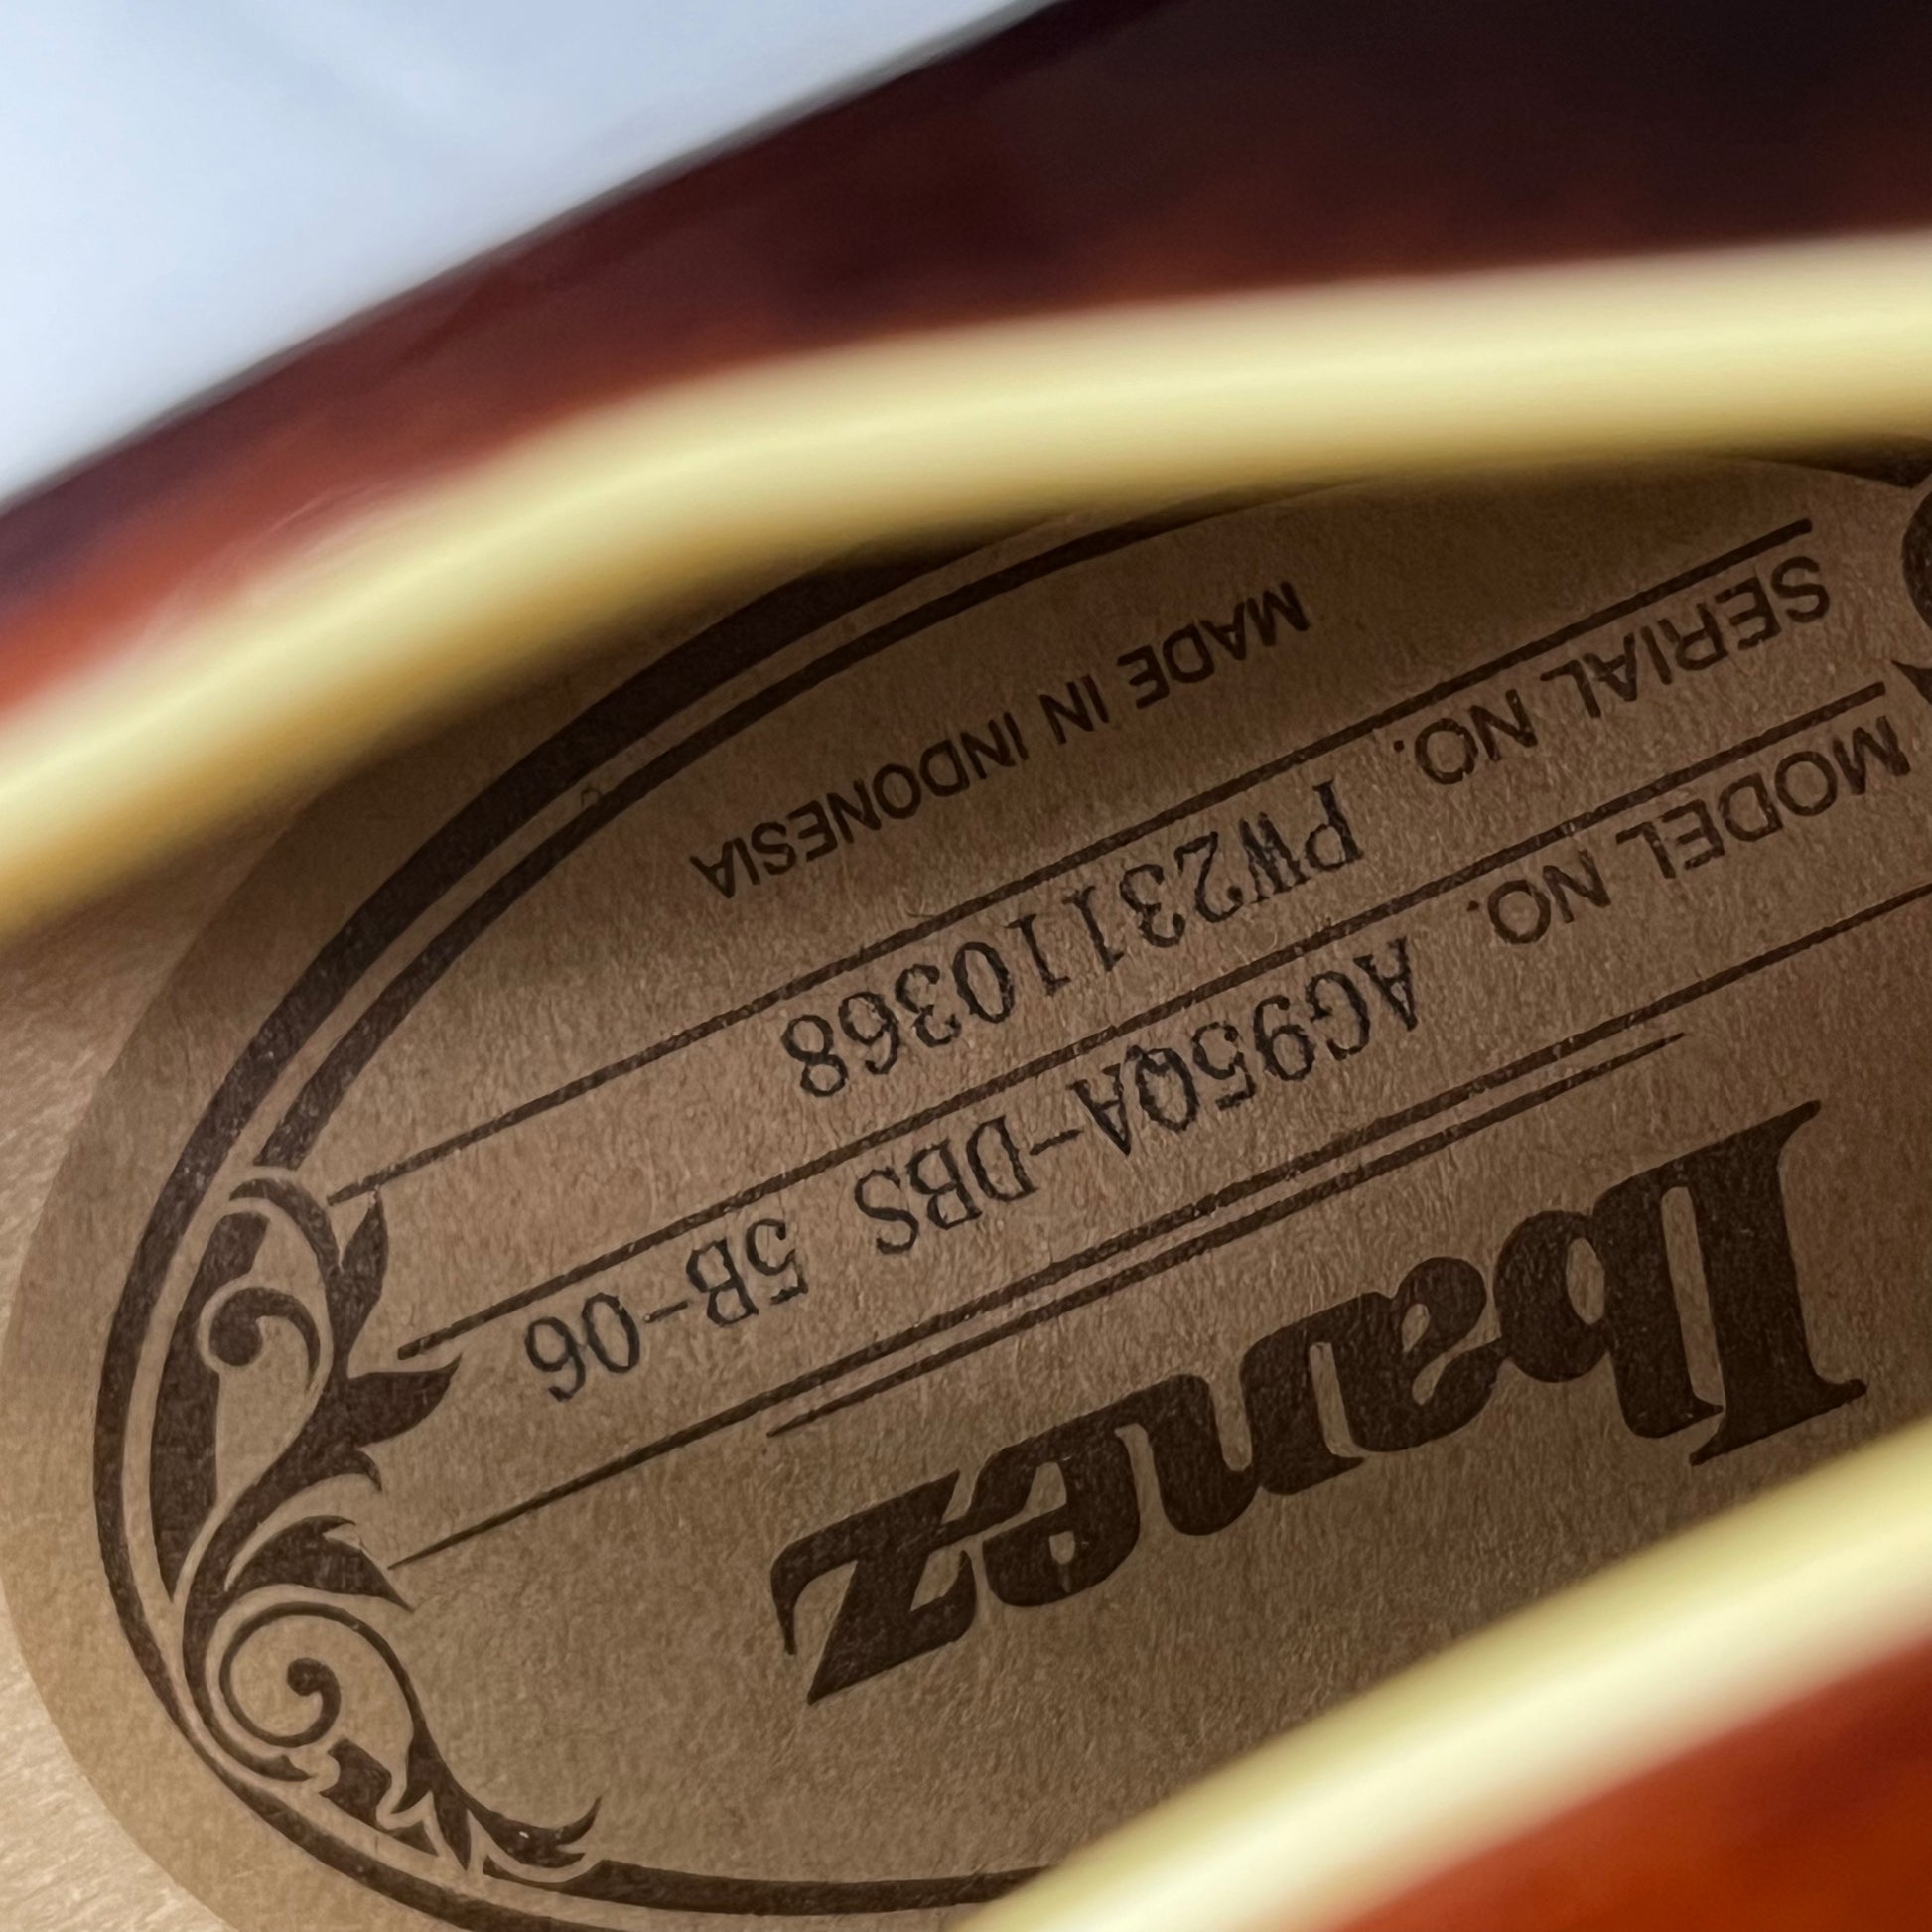 Ibanez
MODEL NO. AG95QA-DBS 5B-06
SERIAL NO. PW23110368
MADE IN INDONESIA